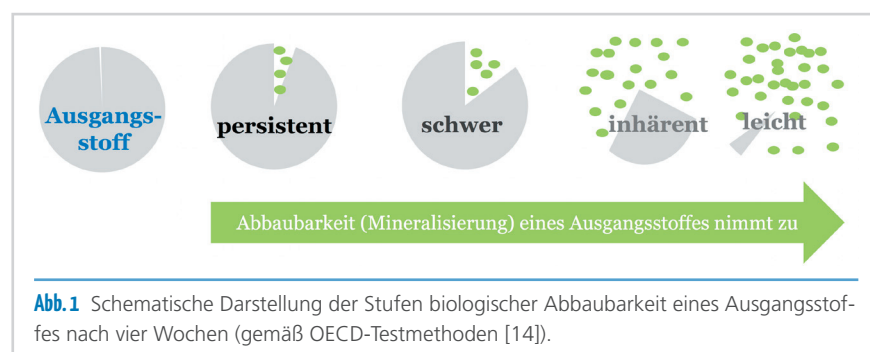 Ausgangs-
stoff
persistent
schwer
inhärent
leicht
Abbaubarkeit (Mineralisierung) eines Ausgangsstoffes nimmt zu
Abb. 1 Schematische Darstellung der Stufen biologischer Abbaubarkeit eines Ausgangsstof-
fes nach vier Wochen (gemäß OECD-Testmethoden [14]).